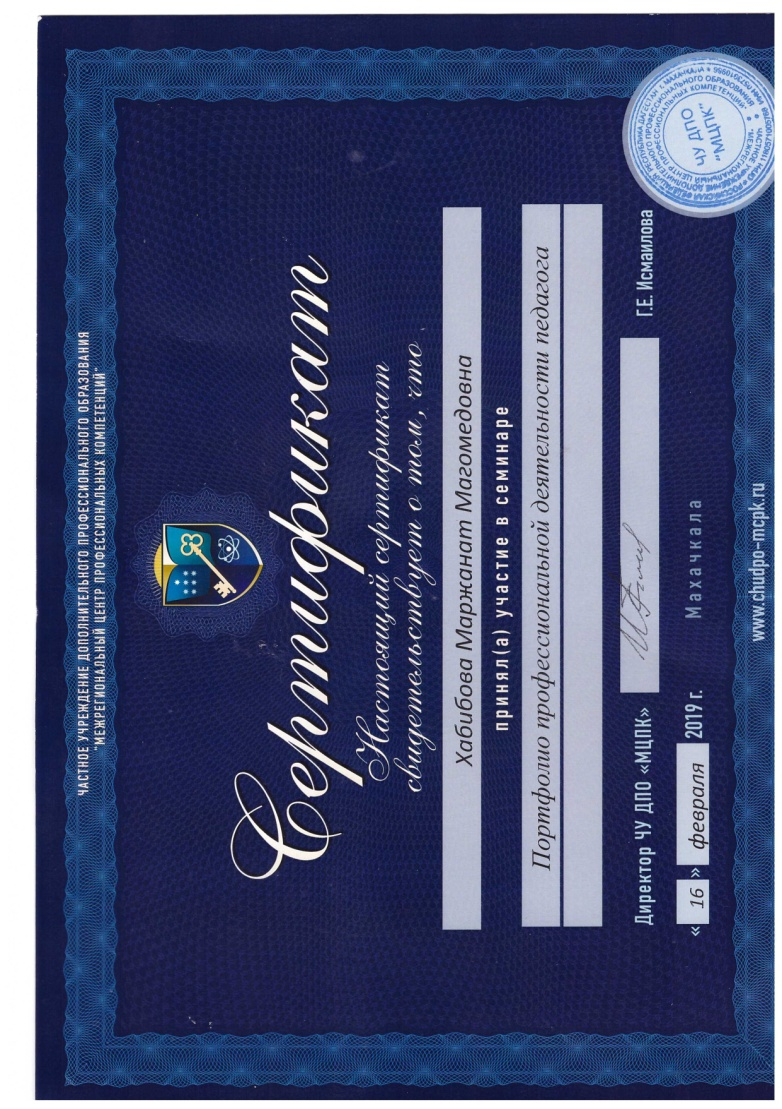 ЧАСТНОЕ УЧРЕЖДЕНИЕ ДОПОЛНИТЕЛЬНОГО ПРОФЕССИОНАЛЬНОГО ОБРАЗОВАНИЯ
"МЕЖРЕГИОНАЛЬНЫЙ ЦЕНТР ПРОФЕССИОНАЛЬНЫХ КОМПЕТЕНЦИЙ"
Сертификат
Настоящий сертификат
свидетельствует о том, что
Хабибова Маржанат Магомедовна
принял(а) участие в семинаре
Портфолио профессиональной деятельности педагога
Директор ЧУ ДПО «МЦПК» Г.Е. Исмаилова
« 16 » февраля 2019 г. Махачкала
www.chudpo-mcpk.ru
ЧУ ДПО
"МЦПК"